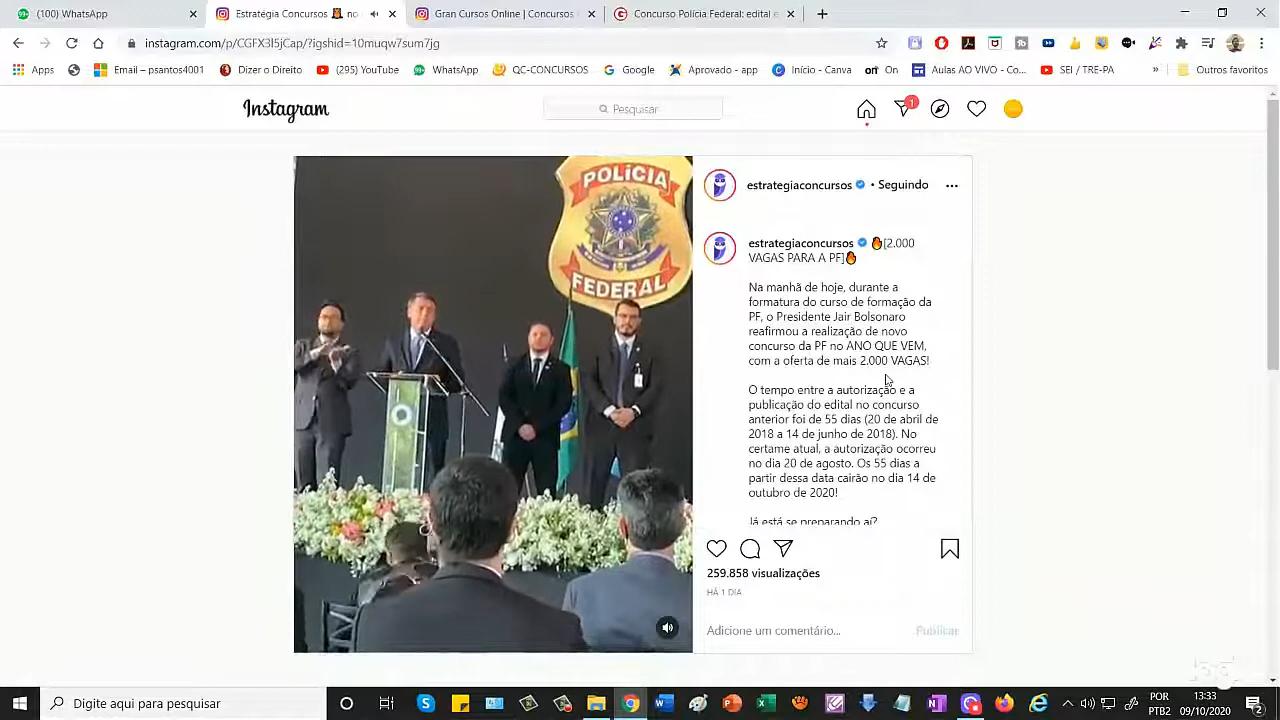 (100) WhatsApp
Estratégia Concursos no
Gran Cursos Online | Concursos
Concurso Polícia Federal: edital e
instagram.com/p/CGFX3l5jCap/?igshid=10muqw7sum7jg
Apps
Email – psantos4001
Dizer o Direito
(295) YouTube
WhatsApp
QC-CONCURSOS
Google
Aprovado - app
Início - Canva
On
Aulas AO VIVO - Co...
SEI / TRE-PA
»
Outros favoritos
Instagram
Pesquisar
1
POLÍCIA
FEDERAL
estrategiaconcursos • Seguindo
estrategiaconcursos 🔥[2.000
VAGAS PARA A PF]🔥
Na manhã de hoje, durante a
formatura do curso de formação da
PF, o Presidente Jair Bolsonaro
reafirmou a realização de novo
concurso da PF no ANO QUE VEM,
com a oferta de mais 2.000 VAGAS!
O tempo entre a autorização e a
publicação do edital no concurso
anterior foi de 55 dias (20 de abril de
2018 a 14 de junho de 2018). No
certame atual, a autorização ocorreu
no dia 20 de agosto. Os 55 dias a
partir dessa data cairão no dia 14 de
outubro de 2020!
Já está se preparando aí?
259.858 visualizações
HÁ 1 DIA
Adicione um comentário...
Publicar
Digite aqui para pesquisar
POR
PTB2
13:33
09/10/2020